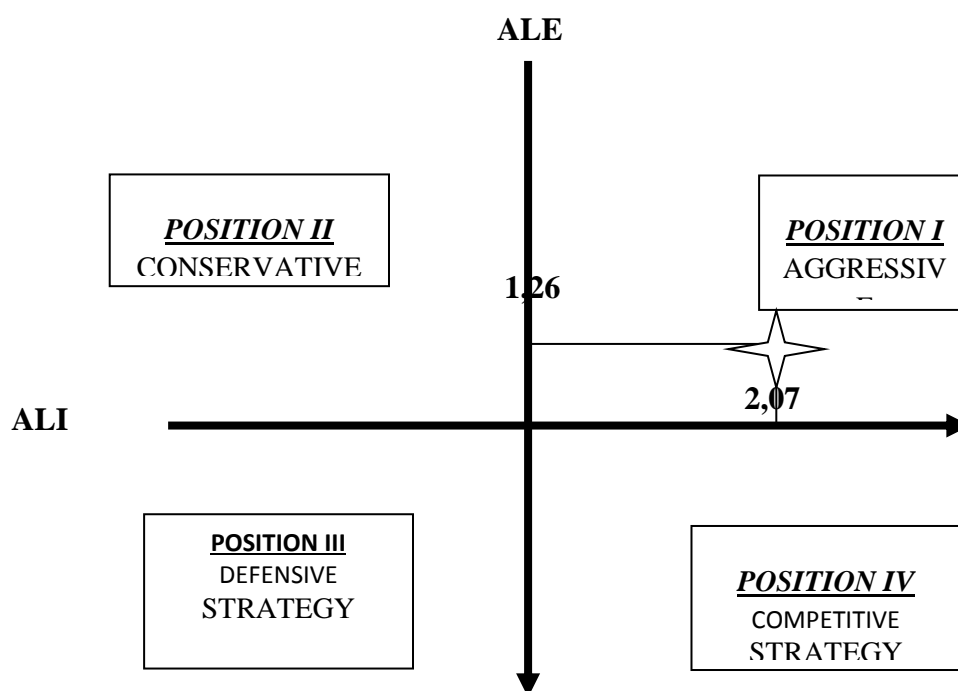 ALE
POSITION II
CONSERVATIVE
POSITION I
AGGRESSIV
1,26
2,07
ALI
POSITION III
DEFENSIVE
STRATEGY
POSITION IV
COMPETITIVE
STRATEGY